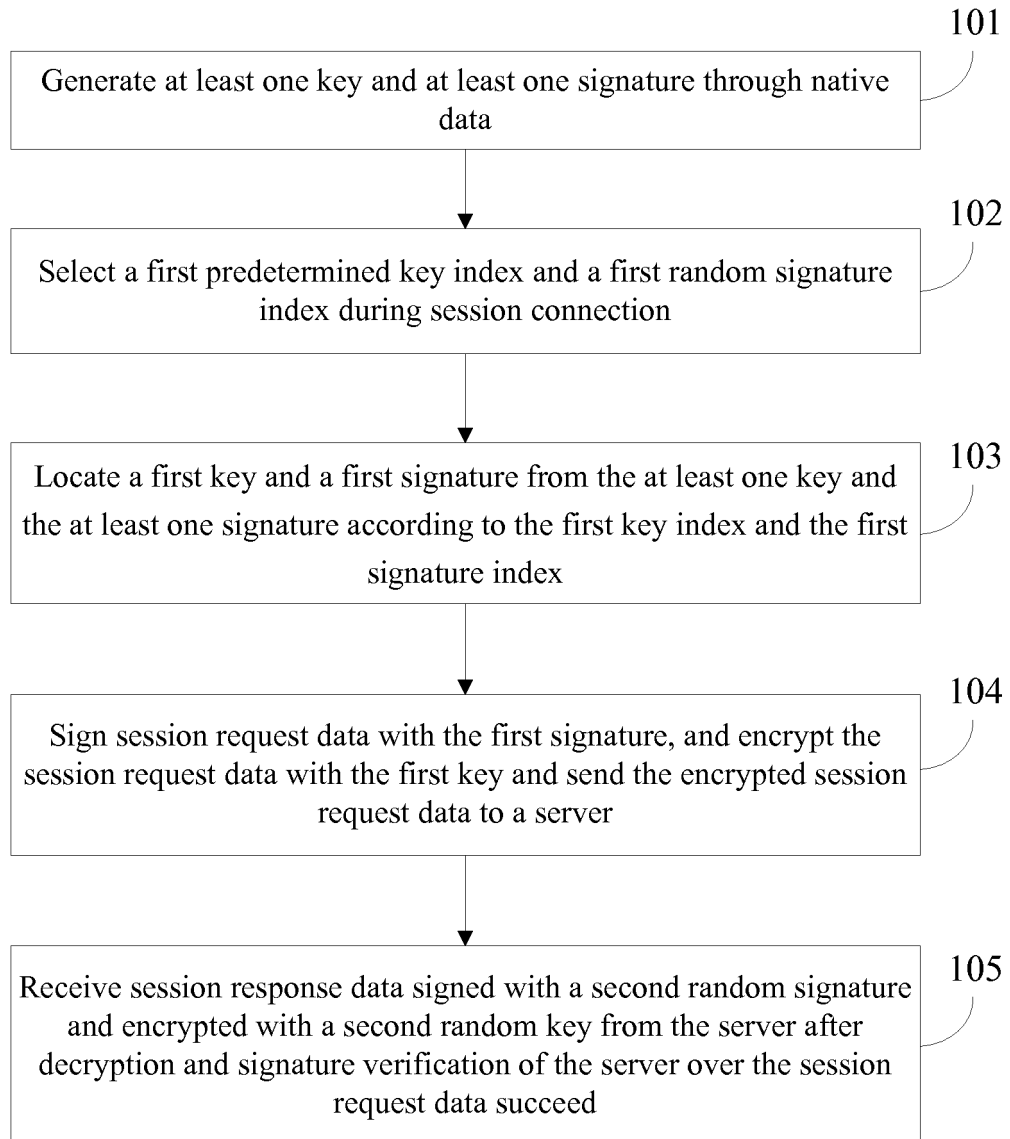 101
Generate at least one key and at least one signature through native
data
102
Select a first predetermined key index and a first random signature
index during session connection
103
Locate a first key and a first signature from the at least one key and
the at least one signature according to the first key index and the first
signature index
104
Sign session request data with the first signature, and encrypt the
session request data with the first key and send the encrypted session
request data to a server
105
Receive session response data signed with a second random signature
and encrypted with a second random key from the server after
decryption and signature verification of the server over the session
request data succeed